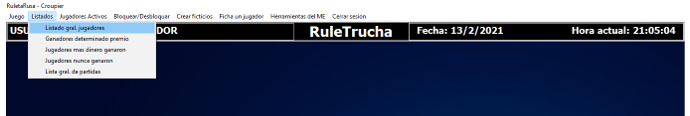 RuletaRusa - Croupier
Juego Listados Jugadores Activos Bloquear/Desbloquar Crear ficticios Ficha un jugador Herramientas del ME Cerrar sesion
USU DOR RuleTrucha Fecha: 13/2/2021 Hora actual: 21:05:04
Listado gral. jugadores
Ganadores determinado premio
Jugadores mas dinero ganaron
Jugadores nunca ganaron
Lista gral. de partidas